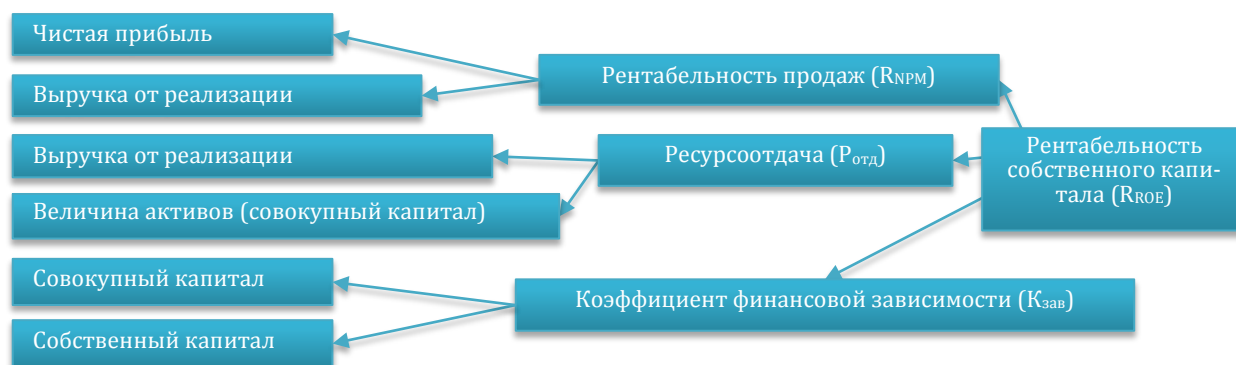 Чистая прибыль
Выручка от реализации
Рентабельность продаж (RNPM)
Выручка от реализации
Величина активов (совокупный капитал)
Ресурсоотдача (Pотд)
Рентабельность
собственного капи-
тала (RROE)
Совокупный капитал
Собственный капитал
Коэффициент финансовой зависимости (Kзав)